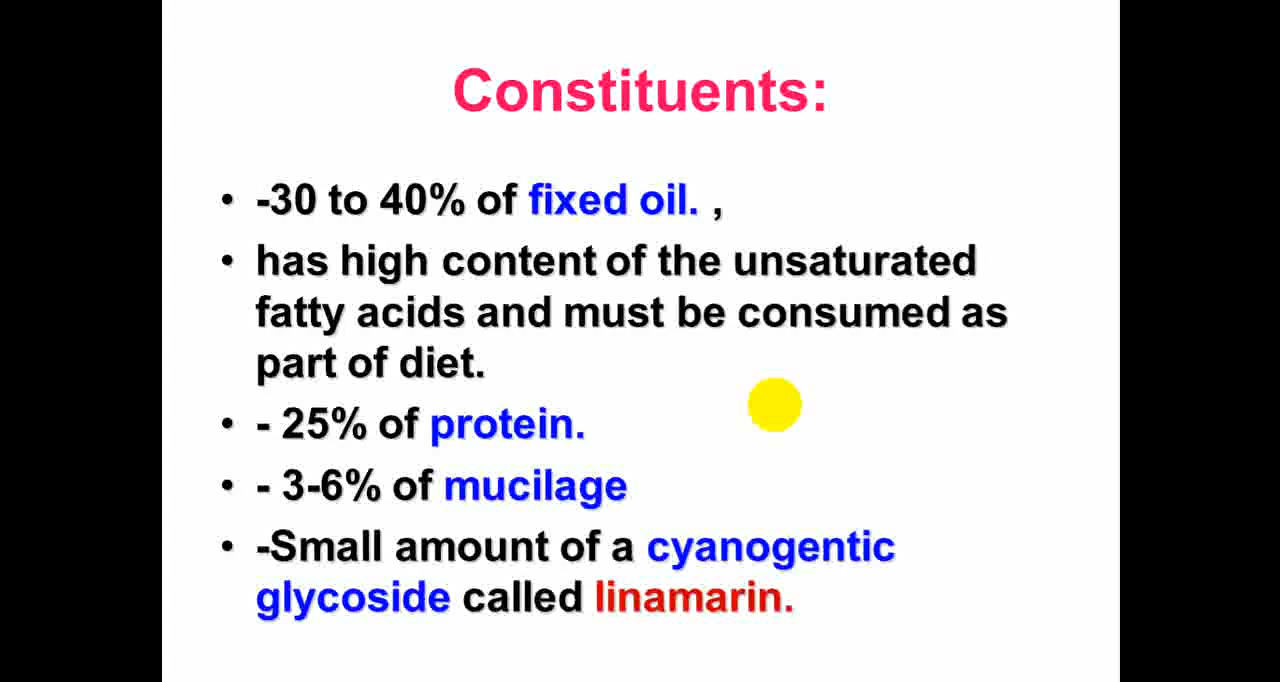 Constituents:
• -30 to 40% of fixed oil. ,
• has high content of the unsaturated
fatty acids and must be consumed as
part of diet.
• - 25% of protein.
• - 3-6% of mucilage
• -Small amount of a cyanogentic
glycoside called linamarin.